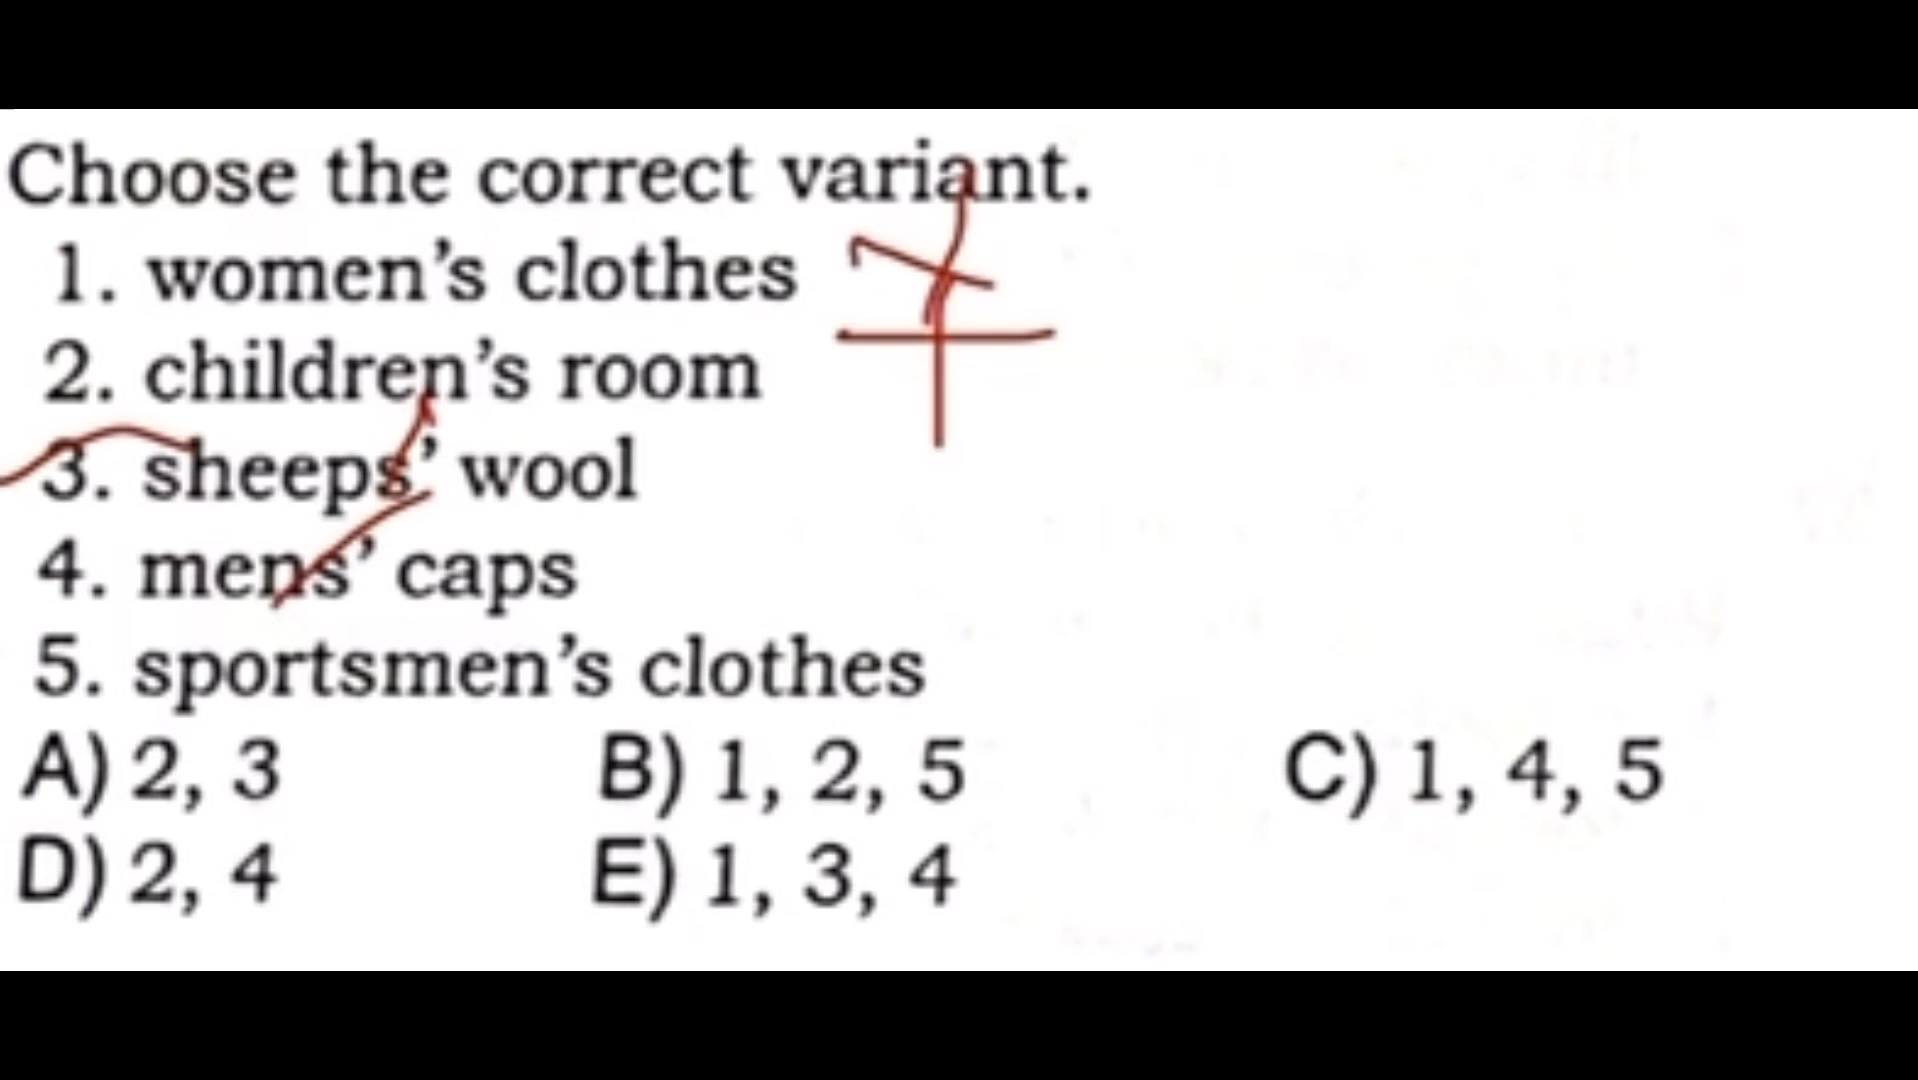 Choose the correct variant.
1. women’s clothes
2. children’s room
3. sheeps’ wool
4. mens’ caps
5. sportsmen’s clothes
A) 2, 3 B) 1, 2, 5 C) 1, 4, 5
D) 2, 4 E) 1, 3, 4